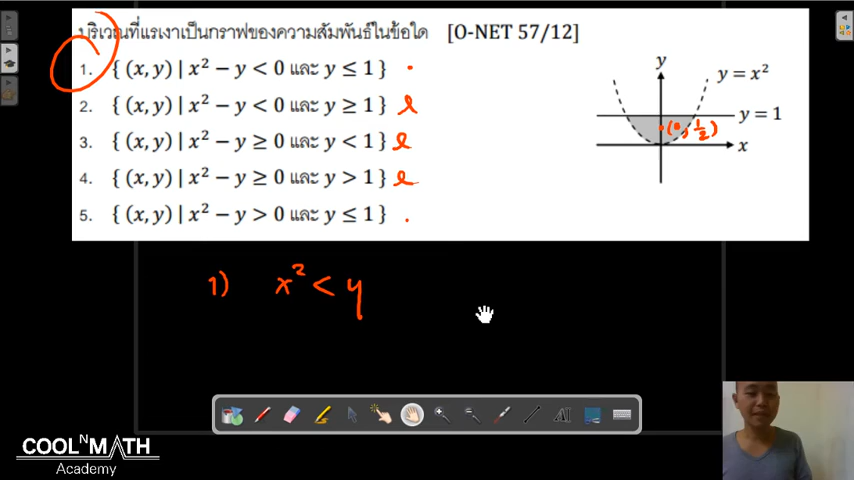 บริเวณที่แรเงาเป็นกราฟของความสัมพันธ์ในข้อใด [O-NET 57/12]
1. { (x, y) | x² − y < 0 และ y ≤ 1 }
2. { (x, y) | x² − y < 0 และ y ≥ 1 }
3. { (x, y) | x² − y ≥ 0 และ y < 1 }
4. { (x, y) | x² − y ≥ 0 และ y > 1 }
5. { (x, y) | x² − y > 0 และ y ≤ 1 }
y
y = x²
y = 1
(0, 1/2)
x
1) x² < y
AI
COOL N MATH
Academy